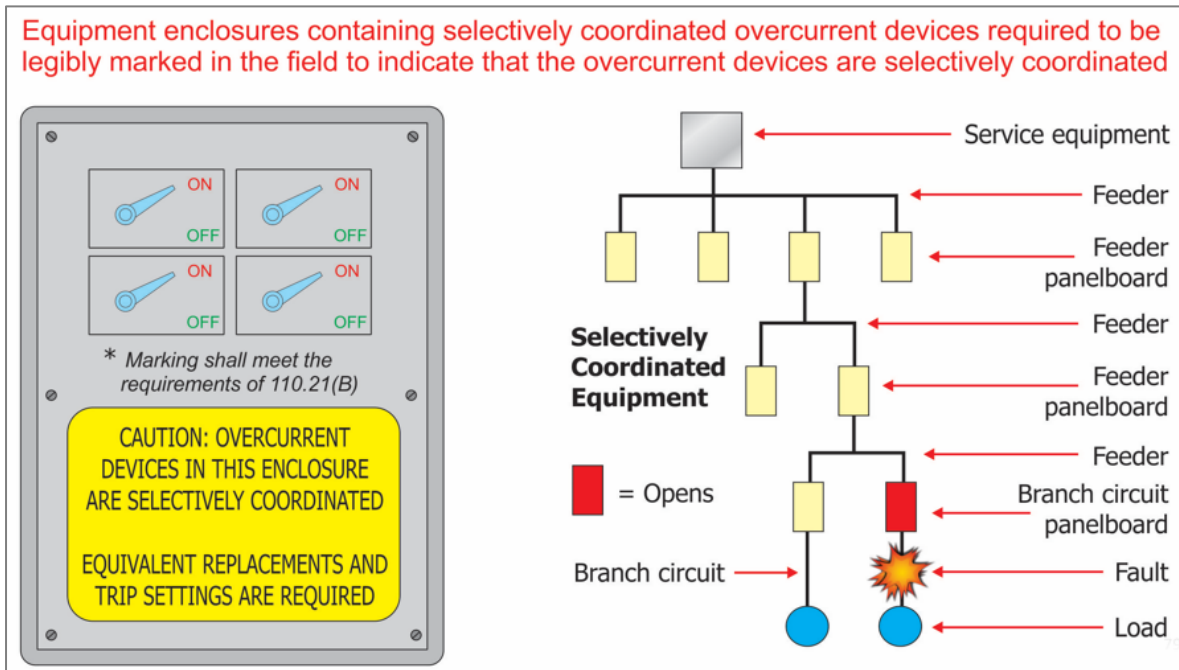 Equipment enclosures containing selectively coordinated overcurrent devices required to be
legibly marked in the field to indicate that the overcurrent devices are selectively coordinated
ON
OFF
ON
OFF
ON
OFF
ON
OFF
* Marking shall meet the
requirements of 110.21(B)
CAUTION: OVERCURRENT
DEVICES IN THIS ENCLOSURE
ARE SELECTIVELY COORDINATED
EQUIVALENT REPLACEMENTS AND
TRIP SETTINGS ARE REQUIRED
Service equipment
Feeder
Feeder
panelboard
Feeder
Selectively
Coordinated
Equipment
Feeder
panelboard
Feeder
= Opens
Branch circuit
panelboard
Branch circuit
Fault
Load